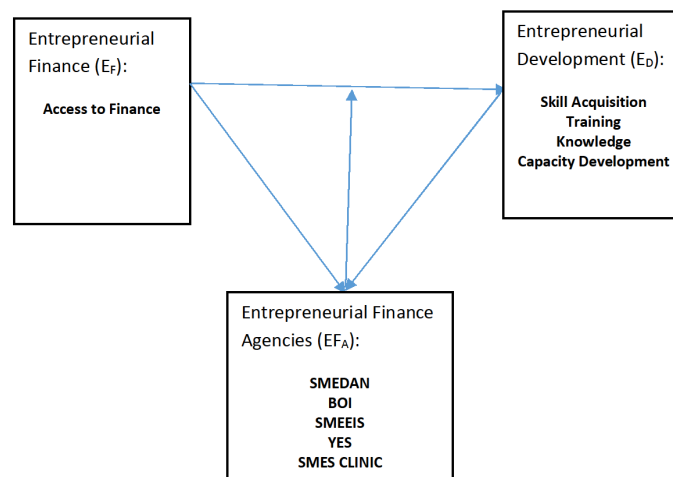 Entrepreneurial
Finance (EF):
Access to Finance
Entrepreneurial
Development (ED):
Skill Acquisition
Training
Knowledge
Capacity Development
Entrepreneurial Finance
Agencies (EFA):
SMEDAN
BOI
SMEEIS
YES
SMES CLINIC